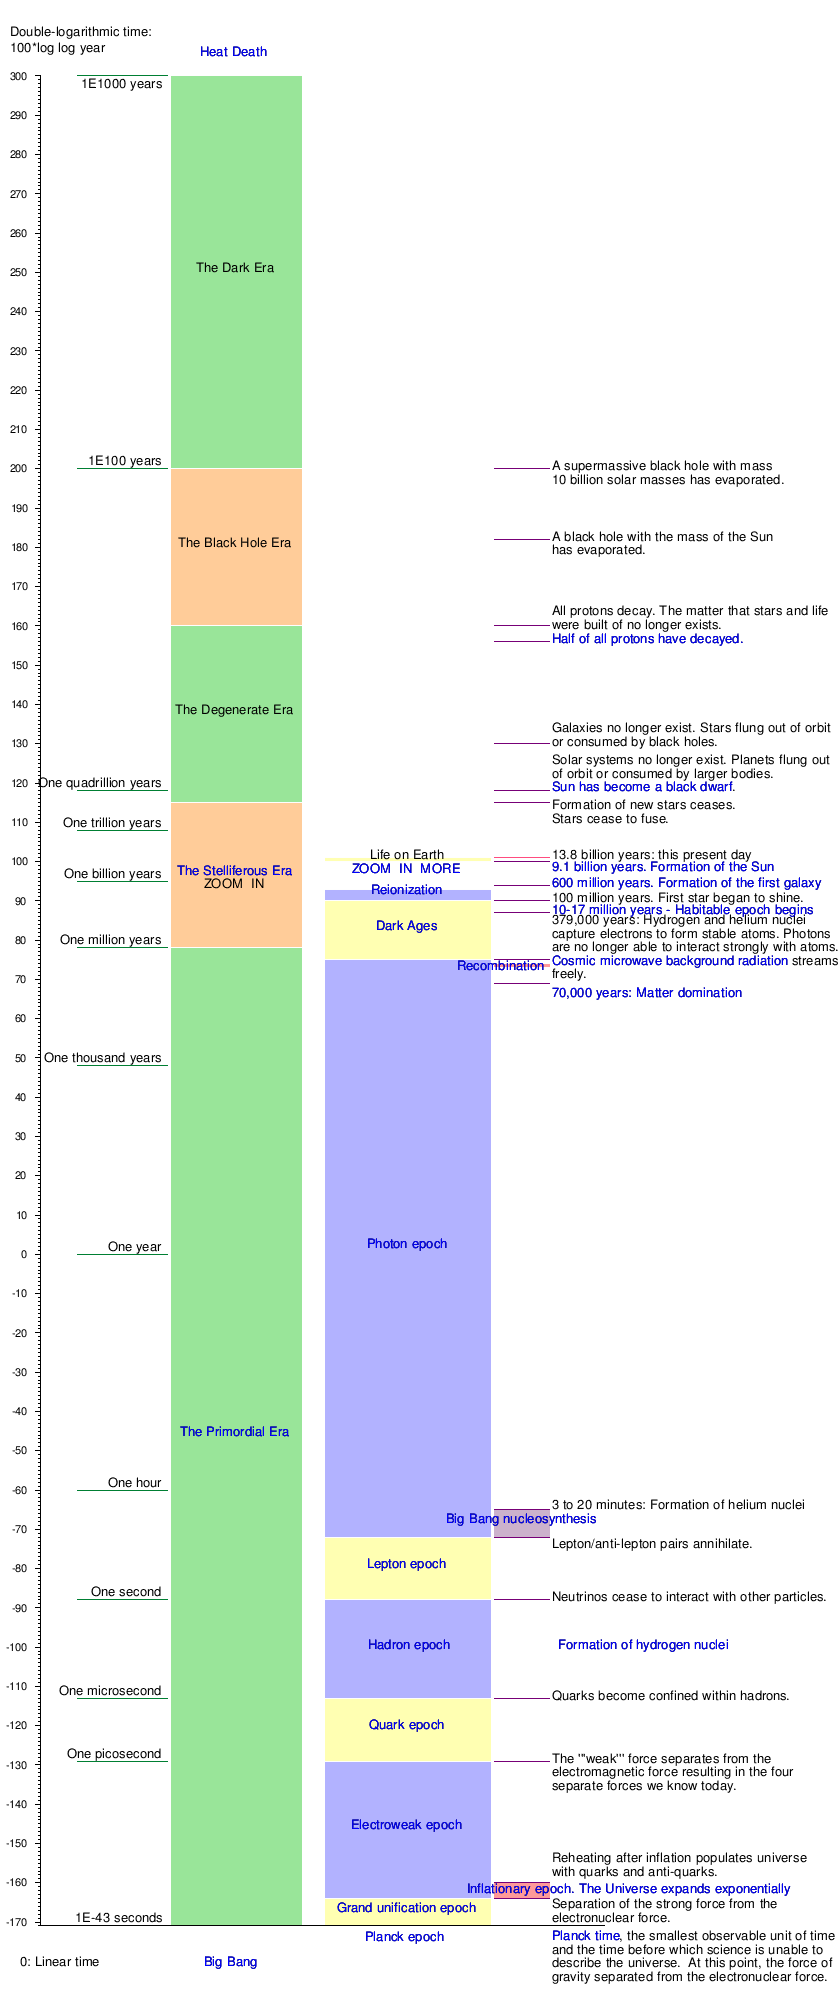 Double-logarithmic time:
100*log log year
Heat Death
300
1E1000 years
290
280
270
The Dark Era
260
250
240
230
220
210
1E100 years
200
A supermassive black hole with mass
10 billion solar masses has evaporated.
190
The Black Hole Era
A black hole with the mass of the Sun
has evaporated.
180
170
All protons decay. The matter that stars and life
were built of no longer exists.
160
Half of all protons have decayed.
150
The Degenerate Era
140
Galaxies no longer exist. Stars flung out of orbit
or consumed by black holes.
130
Solar systems no longer exist. Planets flung out
of orbit or consumed by larger bodies.
120
One quadrillion years
Sun has become a black dwarf.
Formation of new stars ceases.
Stars cease to fuse.
110
One trillion years
Life on Earth
13.8 billion years: this present day
100
ZOOM IN MORE
9.1 billion years. Formation of the Sun
One billion years
The Stelliferous Era
ZOOM IN
Reionization
600 million years. Formation of the first galaxy
100 million years. First star began to shine.
90
10-17 million years - Habitable epoch begins
Dark Ages
379,000 years: Hydrogen and helium nuclei
capture electrons to form stable atoms. Photons
are no longer able to interact strongly with atoms.
80
One million years
Recombination
Cosmic microwave background radiation streams
freely.
70
70,000 years: Matter domination
60
50
One thousand years
40
30
20
10
One year
0
Photon epoch
-10
-20
-30
-40
The Primordial Era
-50
One hour
-60
3 to 20 minutes: Formation of helium nuclei
Big Bang nucleosynthesis
-70
Lepton/anti-lepton pairs annihilate.
Lepton epoch
-80
One second
Neutrinos cease to interact with other particles.
-90
Hadron epoch
Formation of hydrogen nuclei
-100
One microsecond
-110
Quarks become confined within hadrons.
Quark epoch
-120
One picosecond
-130
The '"weak''' force separates from the
electromagnetic force resulting in the four
separate forces we know today.
-140
Electroweak epoch
-150
Reheating after inflation populates universe
with quarks and anti-quarks.
-160
Inflationary epoch. The Universe expands exponentially
Grand unification epoch
Separation of the strong force from the
electronuclear force.
1E-43 seconds
-170
Planck epoch
Planck time, the smallest observable unit of time
and the time before which science is unable to
describe the universe. At this point, the force of
gravity separated from the electronuclear force.
0: Linear time
Big Bang